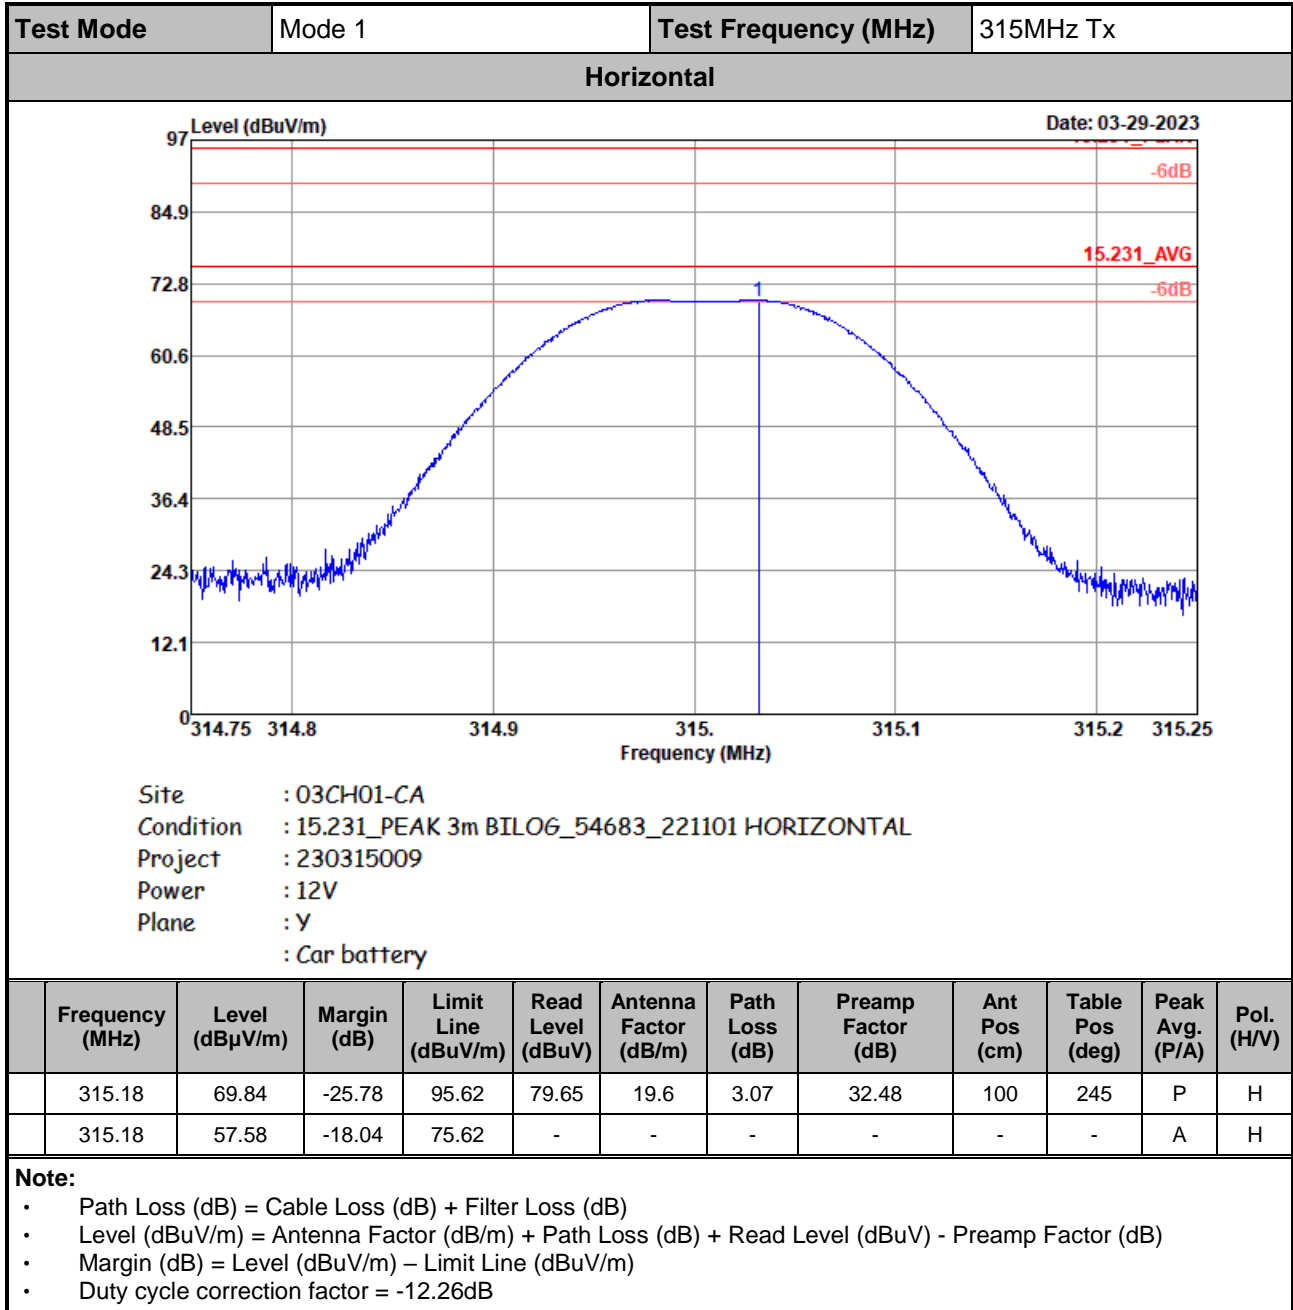 Test Mode Mode 1 Test Frequency (MHz) 315MHz Tx
Horizontal
Level (dBuV/m) Date: 03-29-2023
97
-6dB
84.9
15.231_AVG
72.8
1
-6dB
60.6
48.5
36.4
24.3
12.1
0
314.75 314.8 314.9 315. 315.1 315.2 315.25
Frequency (MHz)
Site : 03CH01-CA
Condition : 15.231_PEAK 3m BILOG_54683_221101 HORIZONTAL
Project : 230315009
Power : 12V
Plane : Y
: Car battery
Frequency (MHz) Level (dBµV/m) Margin (dB) Limit Line (dBuV/m) Read Level (dBuV) Antenna Factor (dB/m) Path Loss (dB) Preamp Factor (dB) Ant Pos (cm) Table Pos (deg) Peak Avg. (P/A) Pol. (H/V)
315.18 69.84 -25.78 95.62 79.65 19.6 3.07 32.48 100 245 P H
315.18 57.58 -18.04 75.62 - - - - - - A H
Note:
• Path Loss (dB) = Cable Loss (dB) + Filter Loss (dB)
• Level (dBuV/m) = Antenna Factor (dB/m) + Path Loss (dB) + Read Level (dBuV) - Preamp Factor (dB)
• Margin (dB) = Level (dBuV/m) – Limit Line (dBuV/m)
• Duty cycle correction factor = -12.26dB